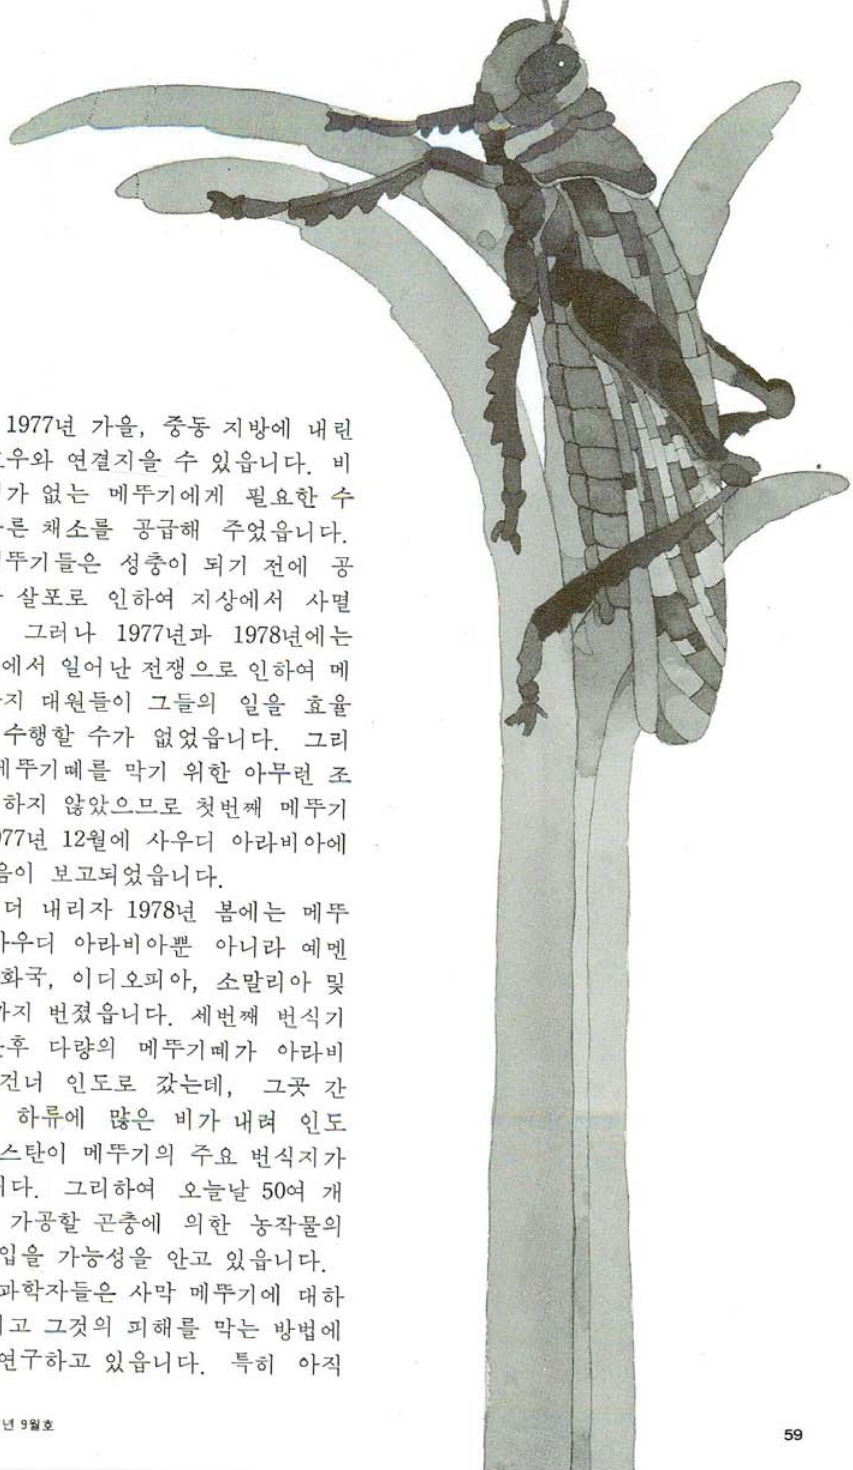 1977년 가을, 중동 지방에 내린
우와 연결지을 수 있읍니다. 비
가 없는 메뚜기에게 필요한 수
른 채소를 공급해 주었읍니다.
뚜기들은 성충이 되기 전에 공
살포로 인하여 지상에서 사멸
그러나 1977년과 1978년에는
에서 일어난 전쟁으로 인하여 메
지 대원들이 그들의 일을 효율
수행할 수가 없었읍니다. 그리
메뚜기떼를 막기 위한 아무런 조
하지 않았으므로 첫번째 메뚜기
977년 12월에 사우디 아라비아에
음이 보고되었읍니다.
더 내리자 1978년 봄에는 메뚜
사우디 아라비아뿐 아니라 예멘
화국, 이디오피아, 소말리아 및
까지 번졌읍니다. 세번째 번식기
후 다량의 메뚜기떼가 아라비
건너 인도로 갔는데, 그곳 간
하류에 많은 비가 내려 인도
스탄이 메뚜기의 주요 번식지가
니다. 그리하여 오늘날 50여 개
가공할 곤충에 의한 농작물의
입을 가능성을 안고 있읍니다.
과학자들은 사막 메뚜기에 대하
고 그것의 피해를 막는 방법에
연구하고 있읍니다. 특히 아직
년 9월호
59